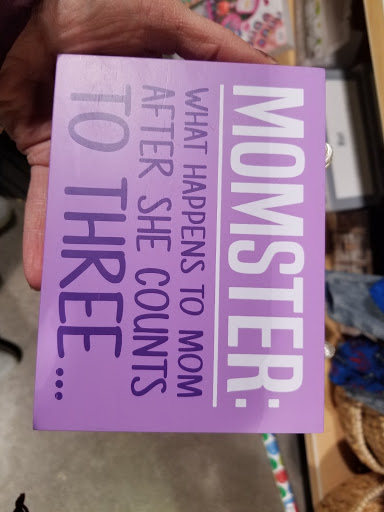 MOMSTER:
WHAT HAPPENS TO MOM
AFTER SHE COUNTS
TO THREE...